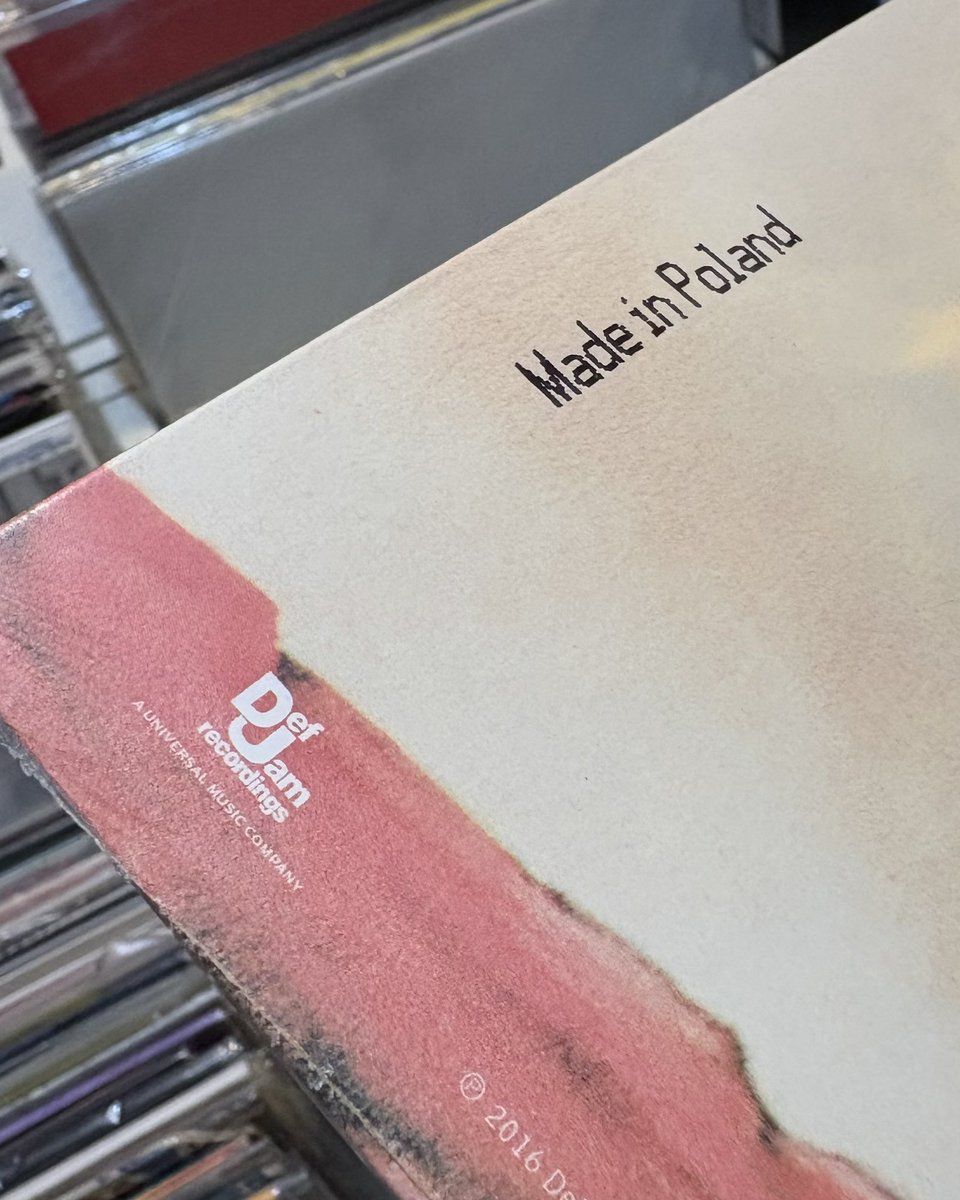 Made in Poland
Def
Jam
recordings
A UNIVERSAL MUSIC COMPANY
℗ 2016 De